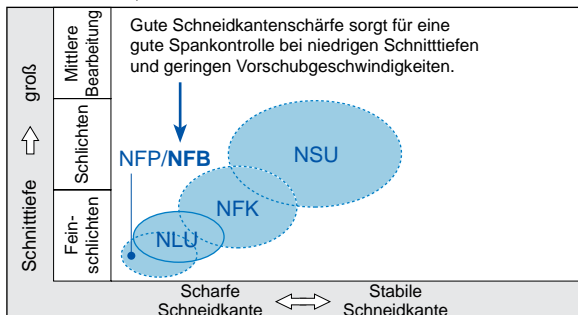 Gute Schneidkantenschärfe sorgt für eine
gute Spankontrolle bei niedrigen Schnitttiefen
und geringen Vorschubgeschwindigkeiten.
Schnitttiefe
groß
Mittlere
Bearbeitung
Schlichten
Fein-
schlichten
NFP/NFB
NSU
NFK
NLU
Scharfe
Schneidkante
Stabile
Schneidkante